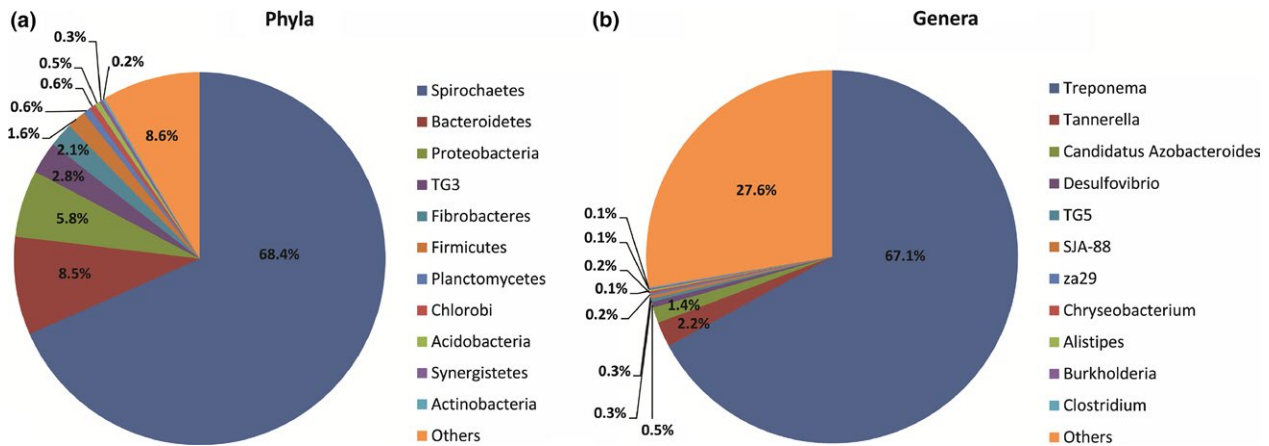 (a)
Phyla
0.3%
0.2%
0.5%
0.6%
0.6%
1.6%
2.1%
2.8%
5.8%
8.5%
8.6%
68.4%
Spirochaetes
Bacteroidetes
Proteobacteria
TG3
Fibrobacteres
Firmicutes
Planctomycetes
Chlorobi
Acidobacteria
Synergistetes
Actinobacteria
Others
(b)
Genera
27.6%
67.1%
0.1%
0.1%
0.2%
0.1%
0.2%
0.3%
0.3%
0.5%
1.4%
2.2%
Treponema
Tannerella
Candidatus Azobacteroides
Desulfovibrio
TG5
SJA-88
za29
Chryseobacterium
Alistipes
Burkholderia
Clostridium
Others